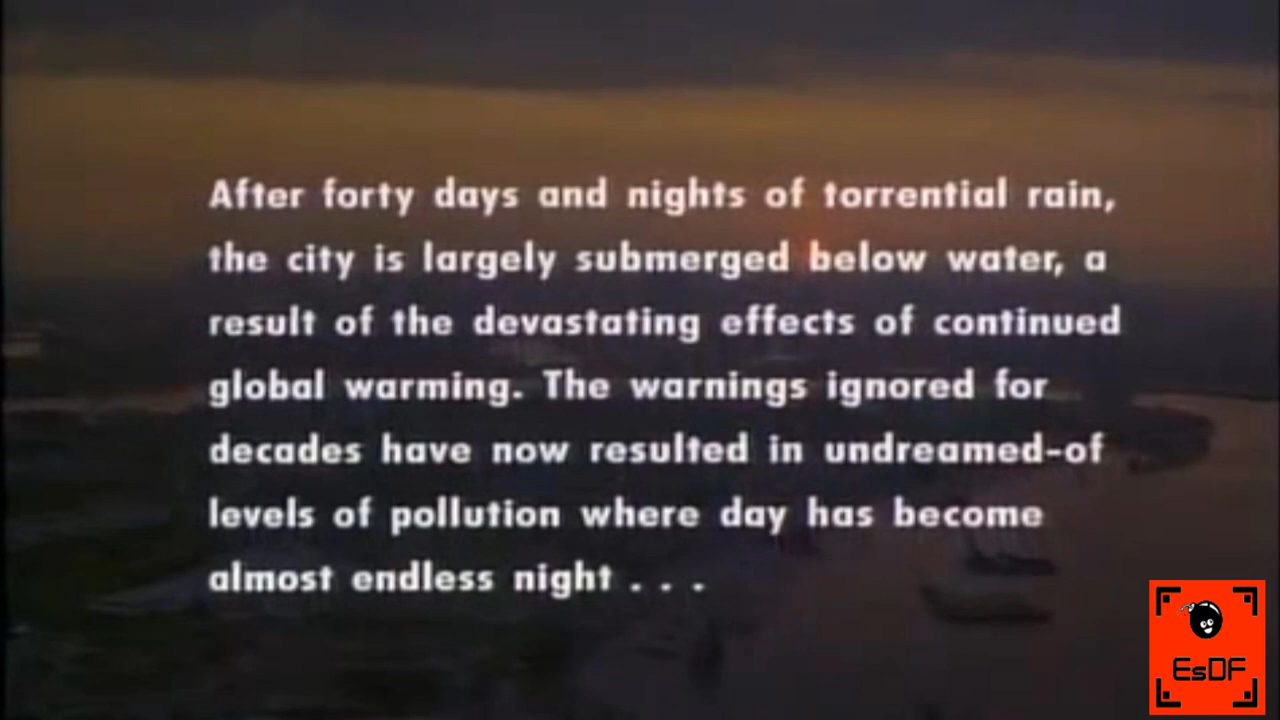 After forty days and nights of torrential rain,
the city is largely submerged below water, a
result of the devastating effects of continued
global warming. The warnings ignored for
decades have now resulted in undreamed-of
levels of pollution where day has become
almost endless night . . .
EsDF